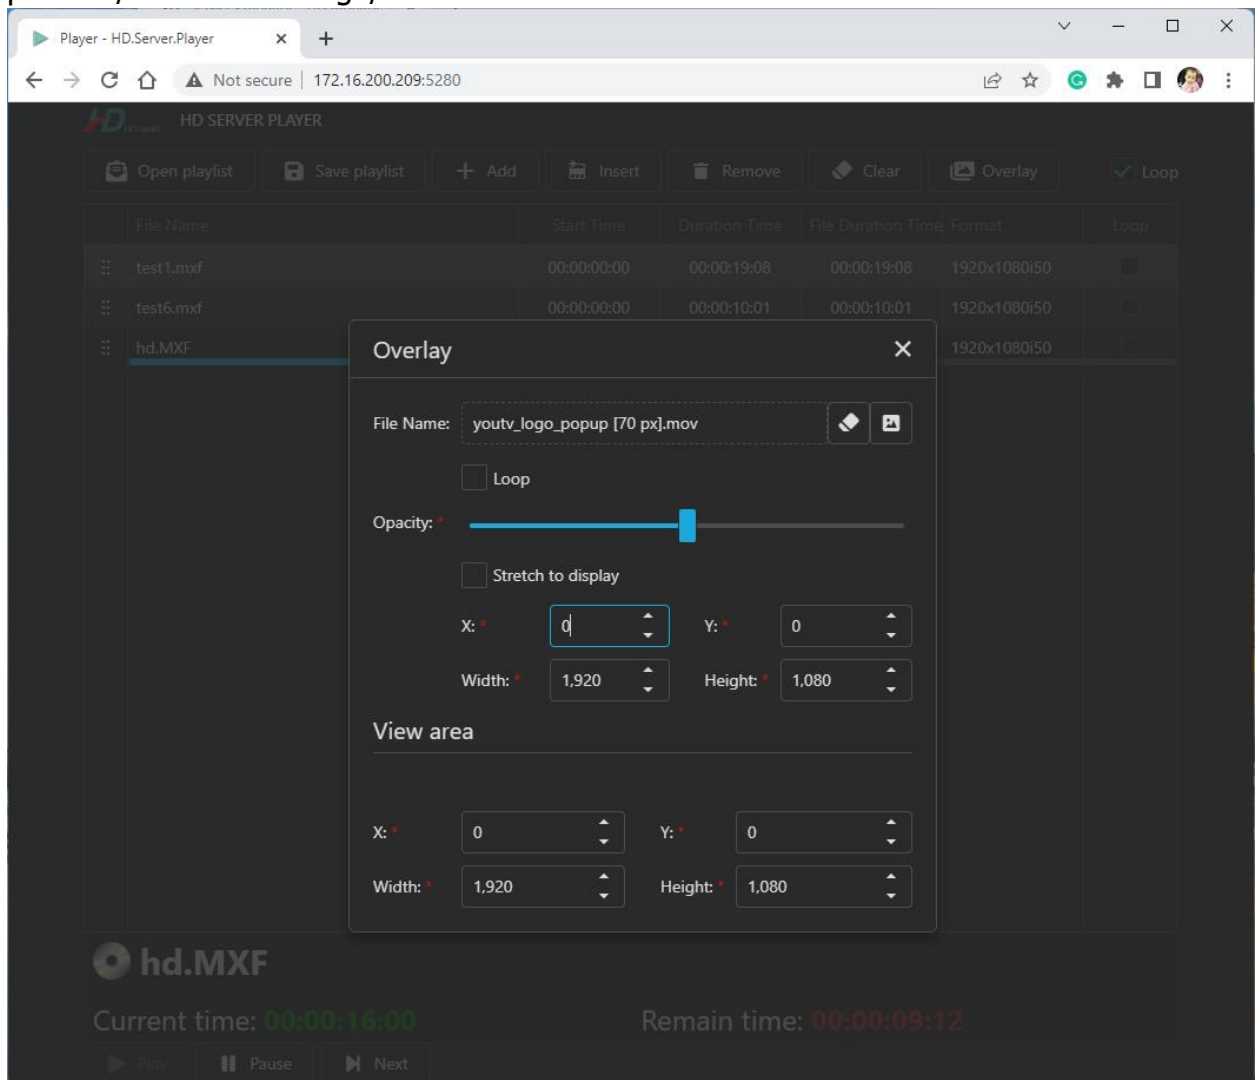 Player - HD.Server.Player
Not secure | 172.16.200.209:5280
HD SERVER PLAYER
Open playlist Save playlist Add Insert Remove Clear Overlay Loop
File Name Start Time Duration Time File Duration Time Format Loop
test1.mxf 00:00:00:00 00:00:19:08 00:00:19:08 1920x1080i50
test6.mxf 00:00:00:00 00:00:10:01 00:00:10:01 1920x1080i50
hd.MXF 1920x1080i50
Overlay
File Name: youtv_logo_popup [70 px].mov
Loop
Opacity: *
Stretch to display
X: * 0 Y: * 0
Width: * 1,920 Height: * 1,080
View area
X: * 0 Y: * 0
Width: * 1,920 Height: * 1,080
hd.MXF
Current time: 00:00:16:00 Remain time: 00:00:09:12
Play Pause Next